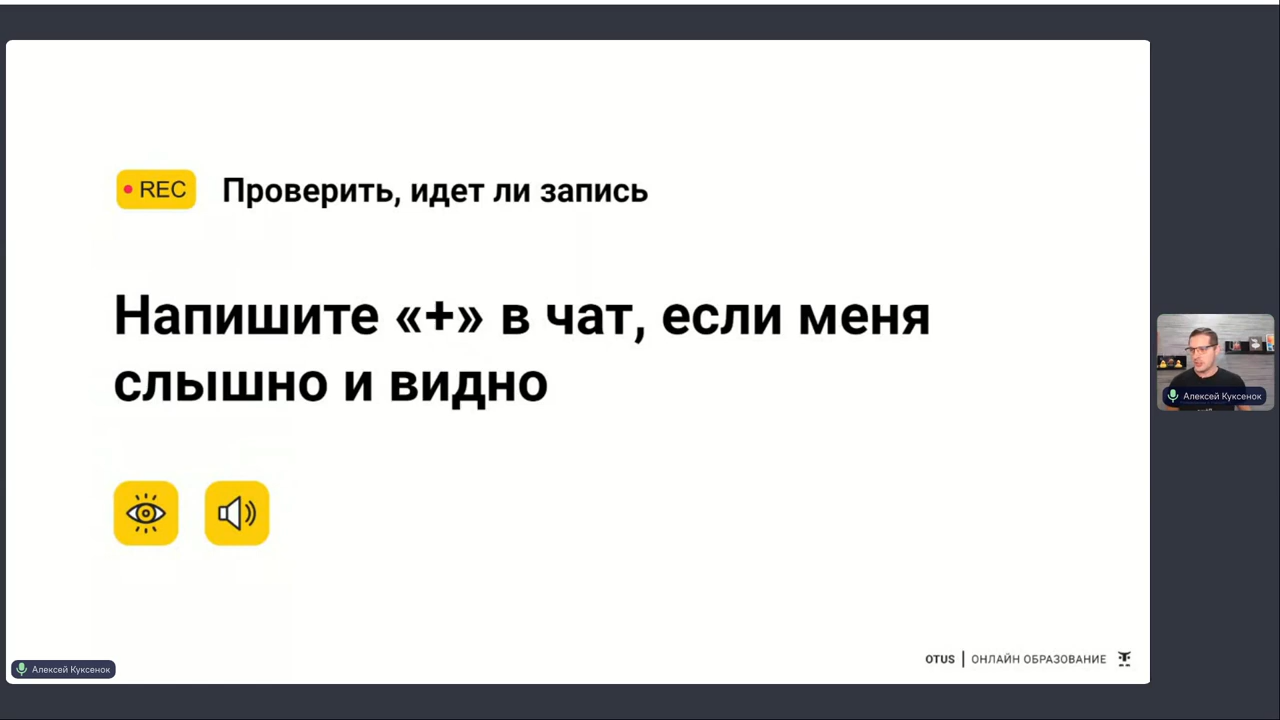 REC Проверить, идет ли запись
Напишите «+» в чат, если меня
слышно и видно
Алексей Куксенок
Алексей Куксенок
OTUS | ОНЛАЙН ОБРАЗОВАНИЕ